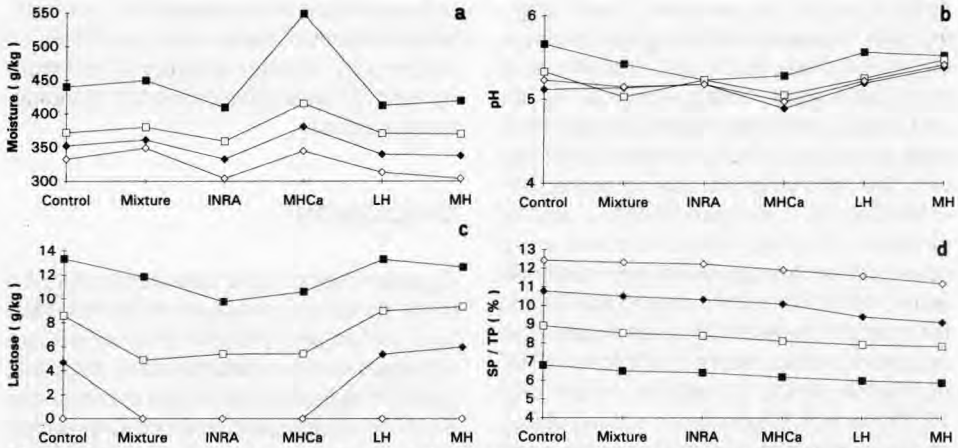 a
Moisture ( g/kg )
550
500
450
400
350
300
Control Mixture INRA MHCa LH MH
b
pH
6
5
4
Control Mixture INRA MHCa LH MH
c
Lactose ( g/kg )
14
12
10
8
6
4
2
0
Control Mixture INRA MHCa LH MH
d
SP / TP ( % )
13
12
11
10
9
8
7
6
5
4
Control Mixture INRA MHCa LH MH